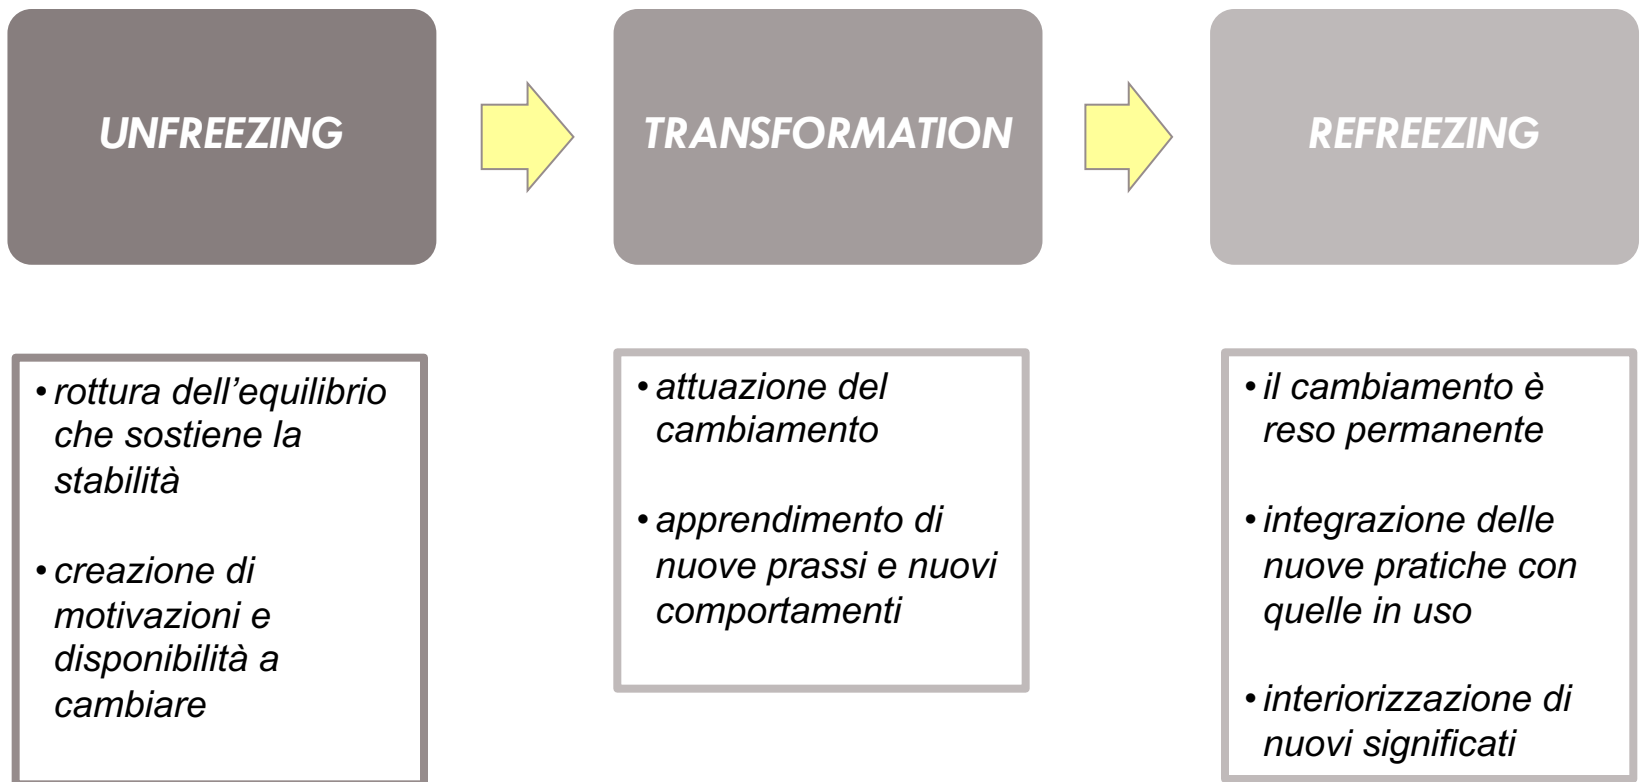 UNFREEZING
TRANSFORMATION
REFREEZING
• rottura dell’equilibrio
che sostiene la
stabilità
• creazione di
motivazioni e
disponibilità a
cambiare
• attuazione del
cambiamento
• apprendimento di
nuove prassi e nuovi
comportamenti
• il cambiamento è
reso permanente
• integrazione delle
nuove pratiche con
quelle in uso
• interiorizzazione di
nuovi significati